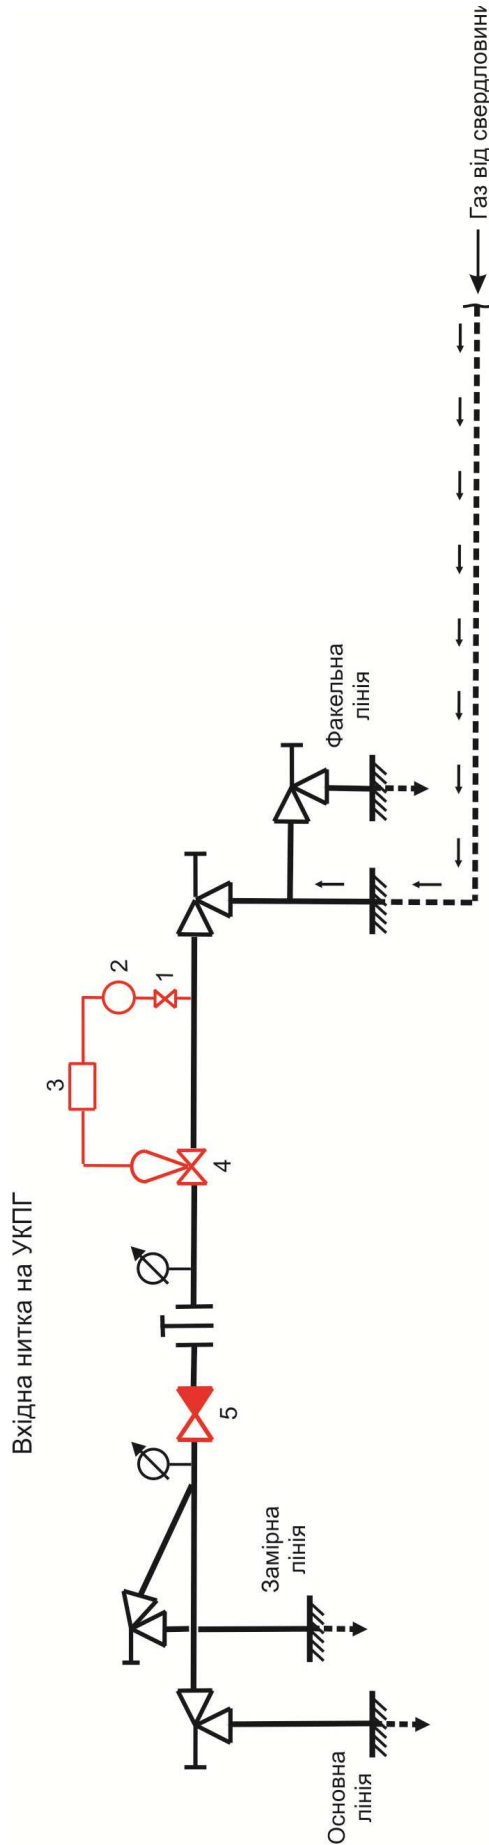 Вхідна нитка на УКПГ
3
2
1
4
5
Факельна
лінія
Замірна
лінія
Основна
лінія
Газ від свердловини